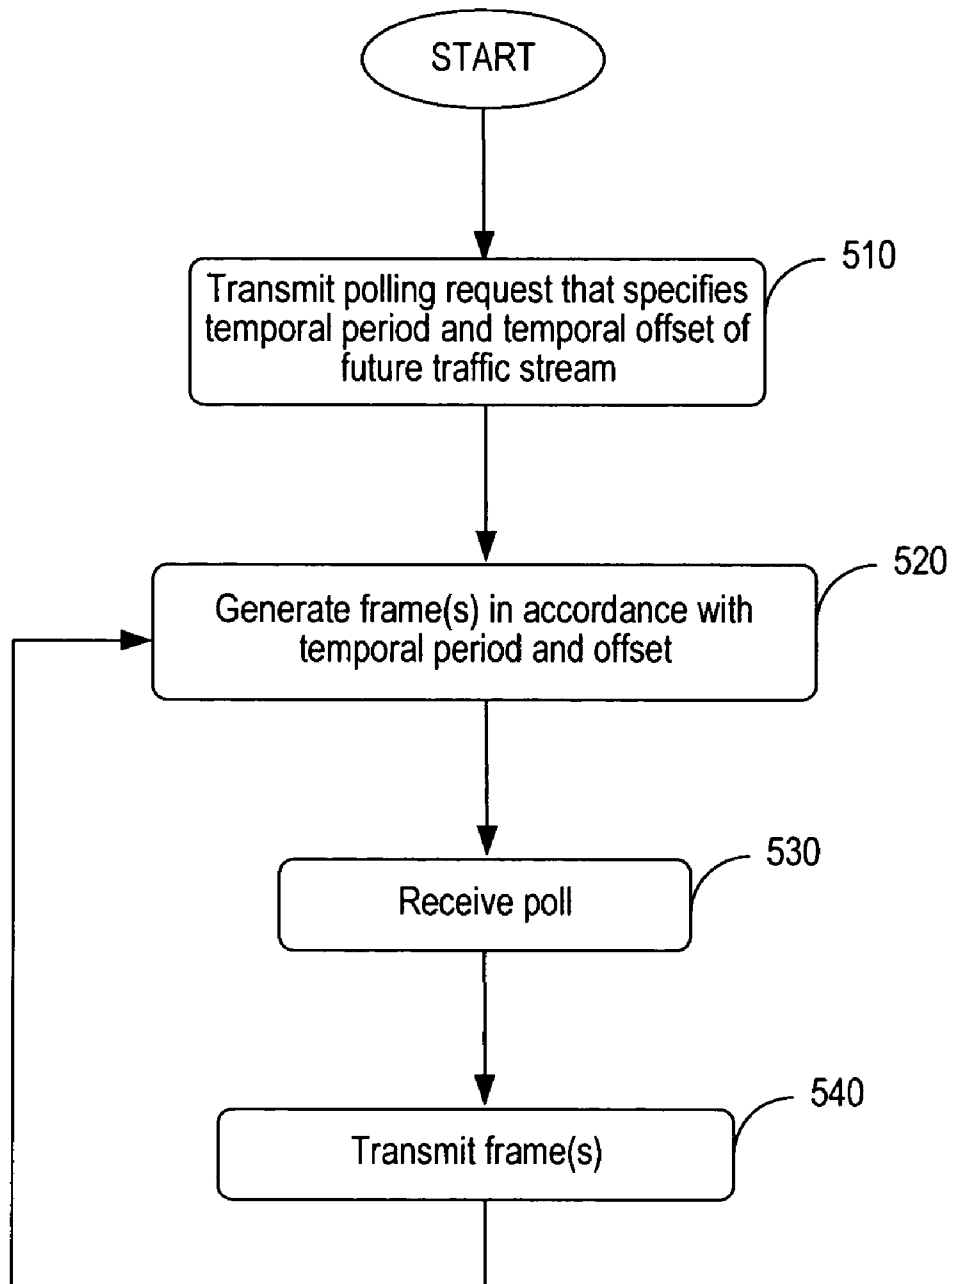 START
510
Transmit polling request that specifies
temporal period and temporal offset of
future traffic stream
520
Generate frame(s) in accordance with
temporal period and offset
530
Receive poll
540
Transmit frame(s)